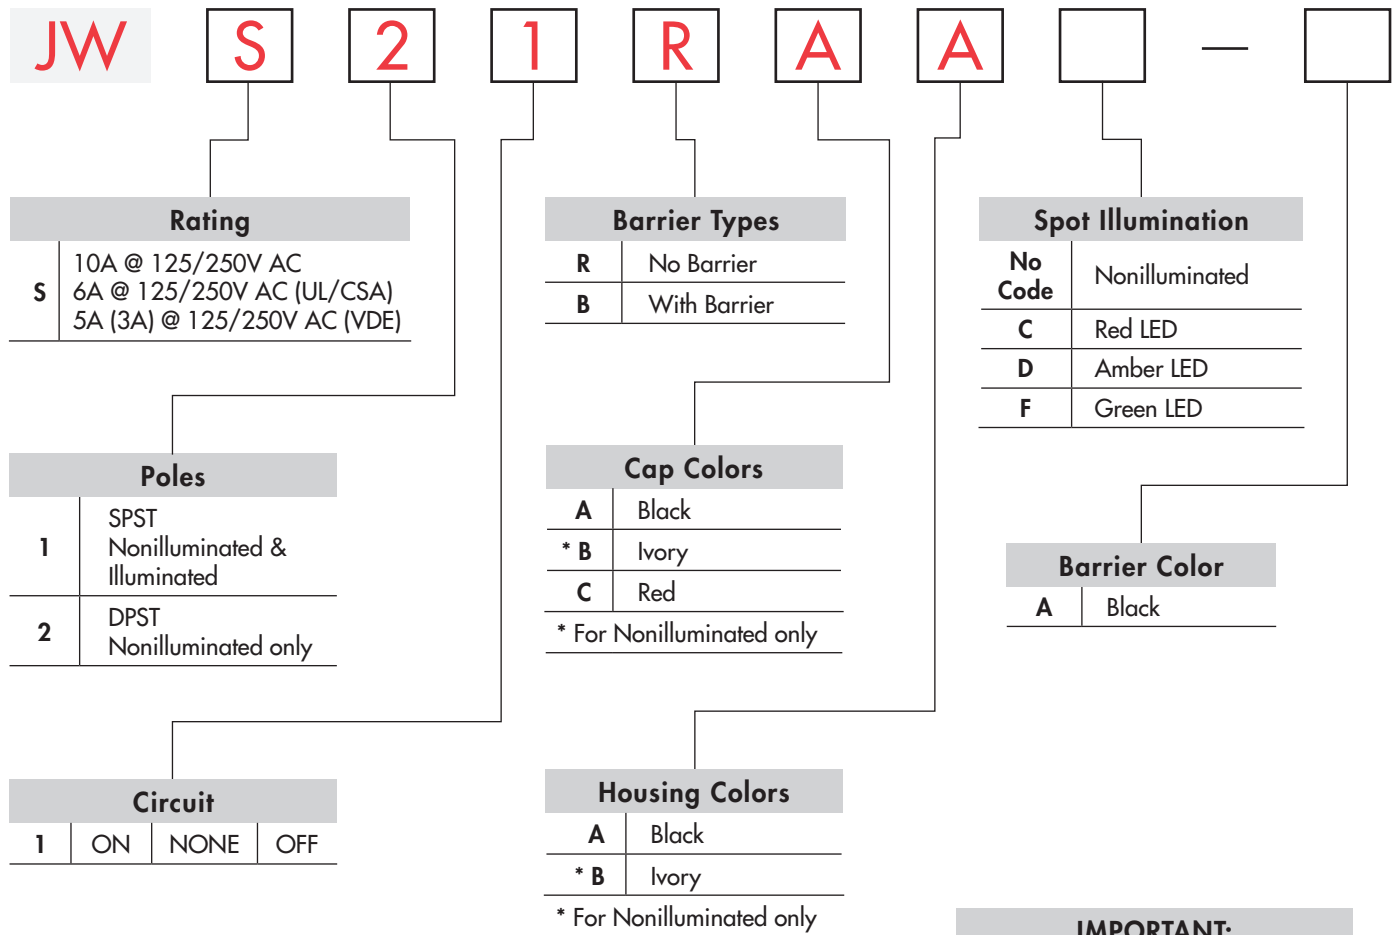 JW S 2 1 R A A —
Rating
S
10A @ 125/250V AC
6A @ 125/250V AC (UL/CSA)
5A (3A) @ 125/250V AC (VDE)
Poles
1
SPST
Nonilluminated &
Illuminated
2
DPST
Nonilluminated only
Circuit
1 ON NONE OFF
Barrier Types
R No Barrier
B With Barrier
Cap Colors
A Black
* B Ivory
C Red
* For Nonilluminated only
Housing Colors
A Black
* B Ivory
* For Nonilluminated only
Spot Illumination
No
Code
Nonilluminated
C Red LED
D Amber LED
F Green LED
Barrier Color
A Black
IMPORTANT: